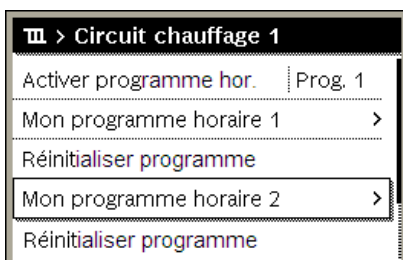 > Circuit chauffage 1
Activer programme hor. Prog. 1
Mon programme horaire 1 >
Réinitialiser programme
Mon programme horaire 2 >
Réinitialiser programme